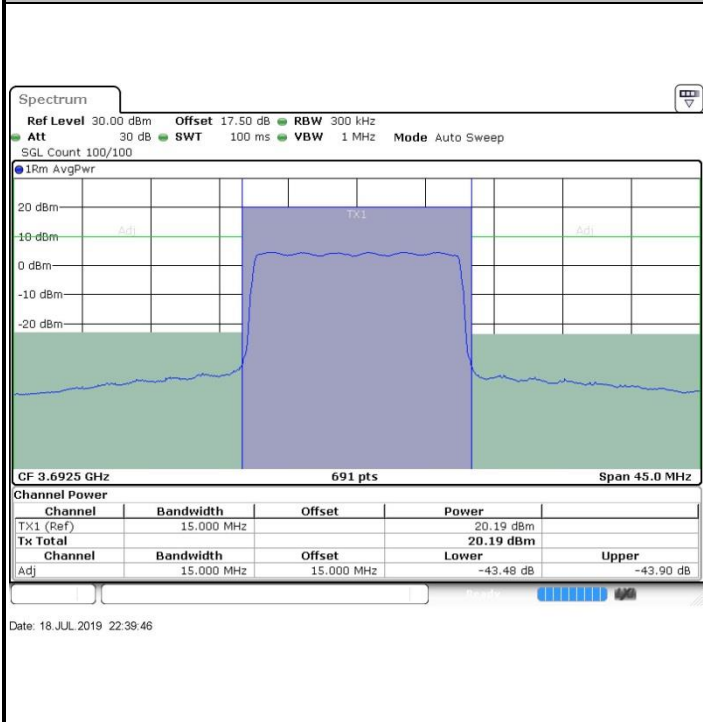 Spectrum
Ref Level 30.00 dBm Offset 17.50 dB RBW 300 kHz
Att 30 dB SWT 100 ms VBW 1 MHz Mode Auto Sweep
SGL Count 100/100
1Rm AvgPwr
20 dBm
TX1
Adj
Adj
10 dBm
0 dBm
-10 dBm
-20 dBm
CF 3.6925 GHz 691 pts Span 45.0 MHz
Channel Power
Channel Bandwidth Offset Power
TX1 (Ref) 15.000 MHz 20.19 dBm
Tx Total 20.19 dBm
Channel Bandwidth Offset Lower Upper
Adj 15.000 MHz 15.000 MHz -43.48 dB -43.90 dB
Ready
Date: 18.JUL.2019 22:39:46